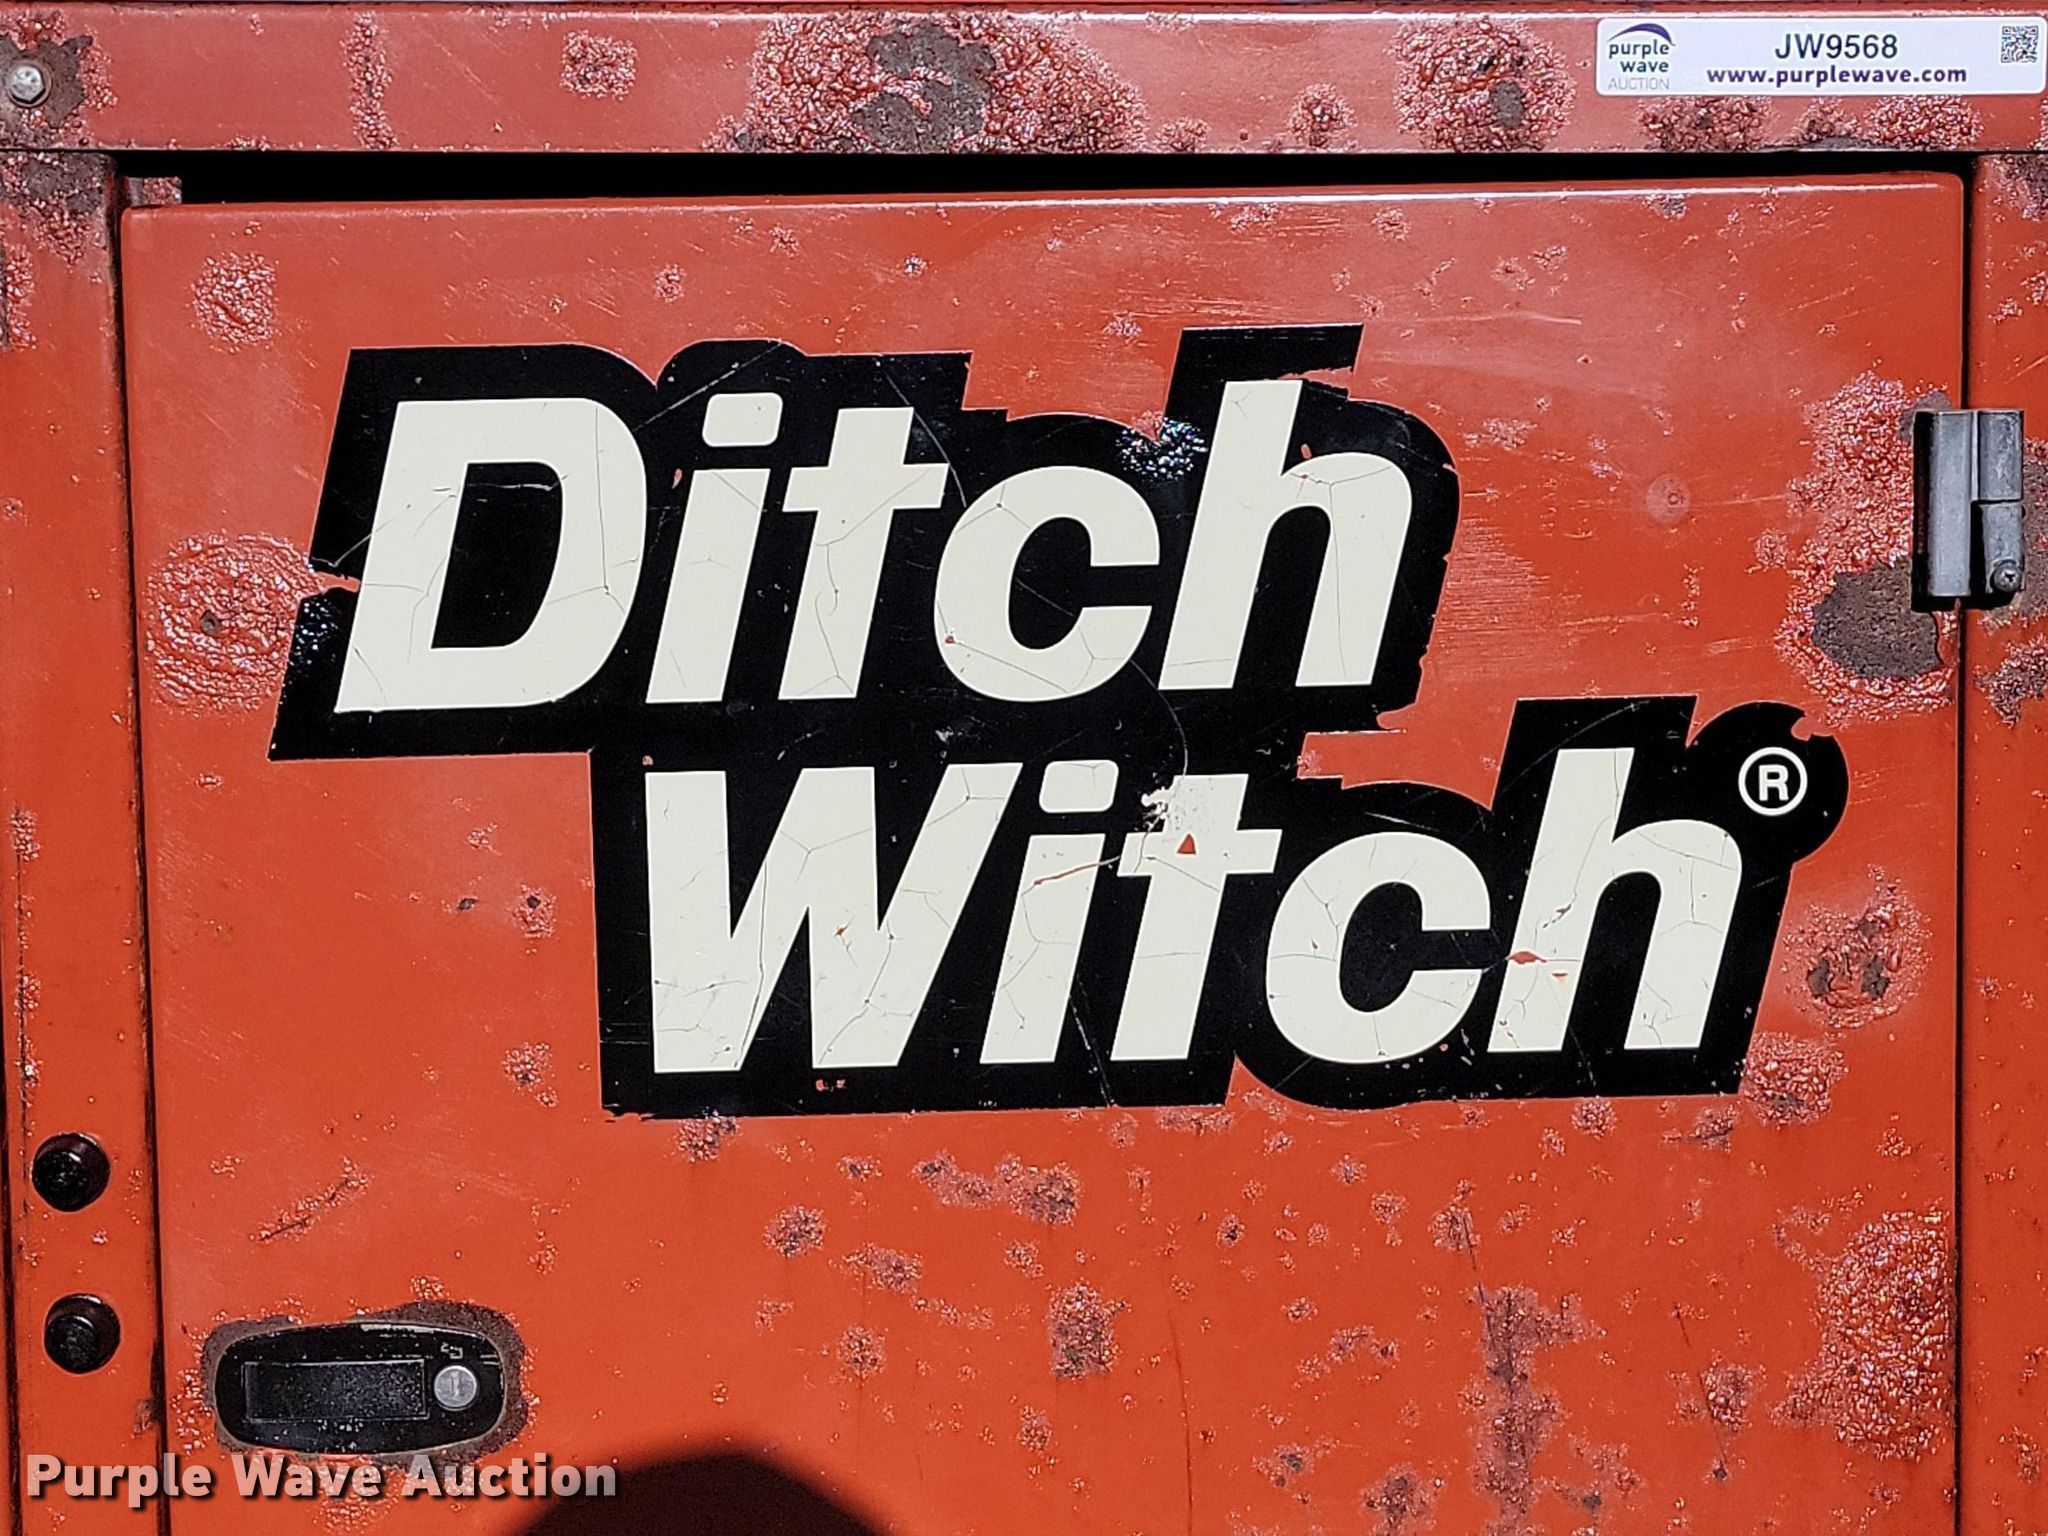 purple
wave
AUCTION
JW9568
www.purplewave.com
Ditch
Witch®
Purple Wave Auction